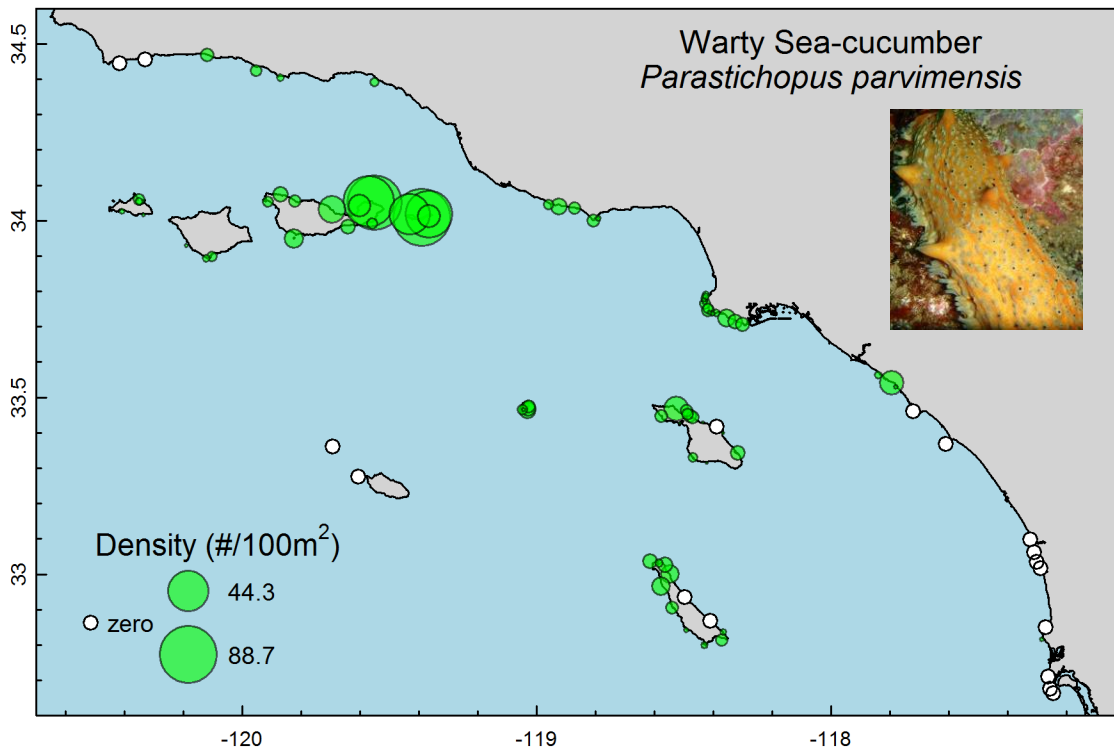 Warty Sea-cucumber
Parastichopus parvimensis
34.5
34
33.5
33
Density (#/100m²)
44.3
zero
88.7
-120
-119
-118